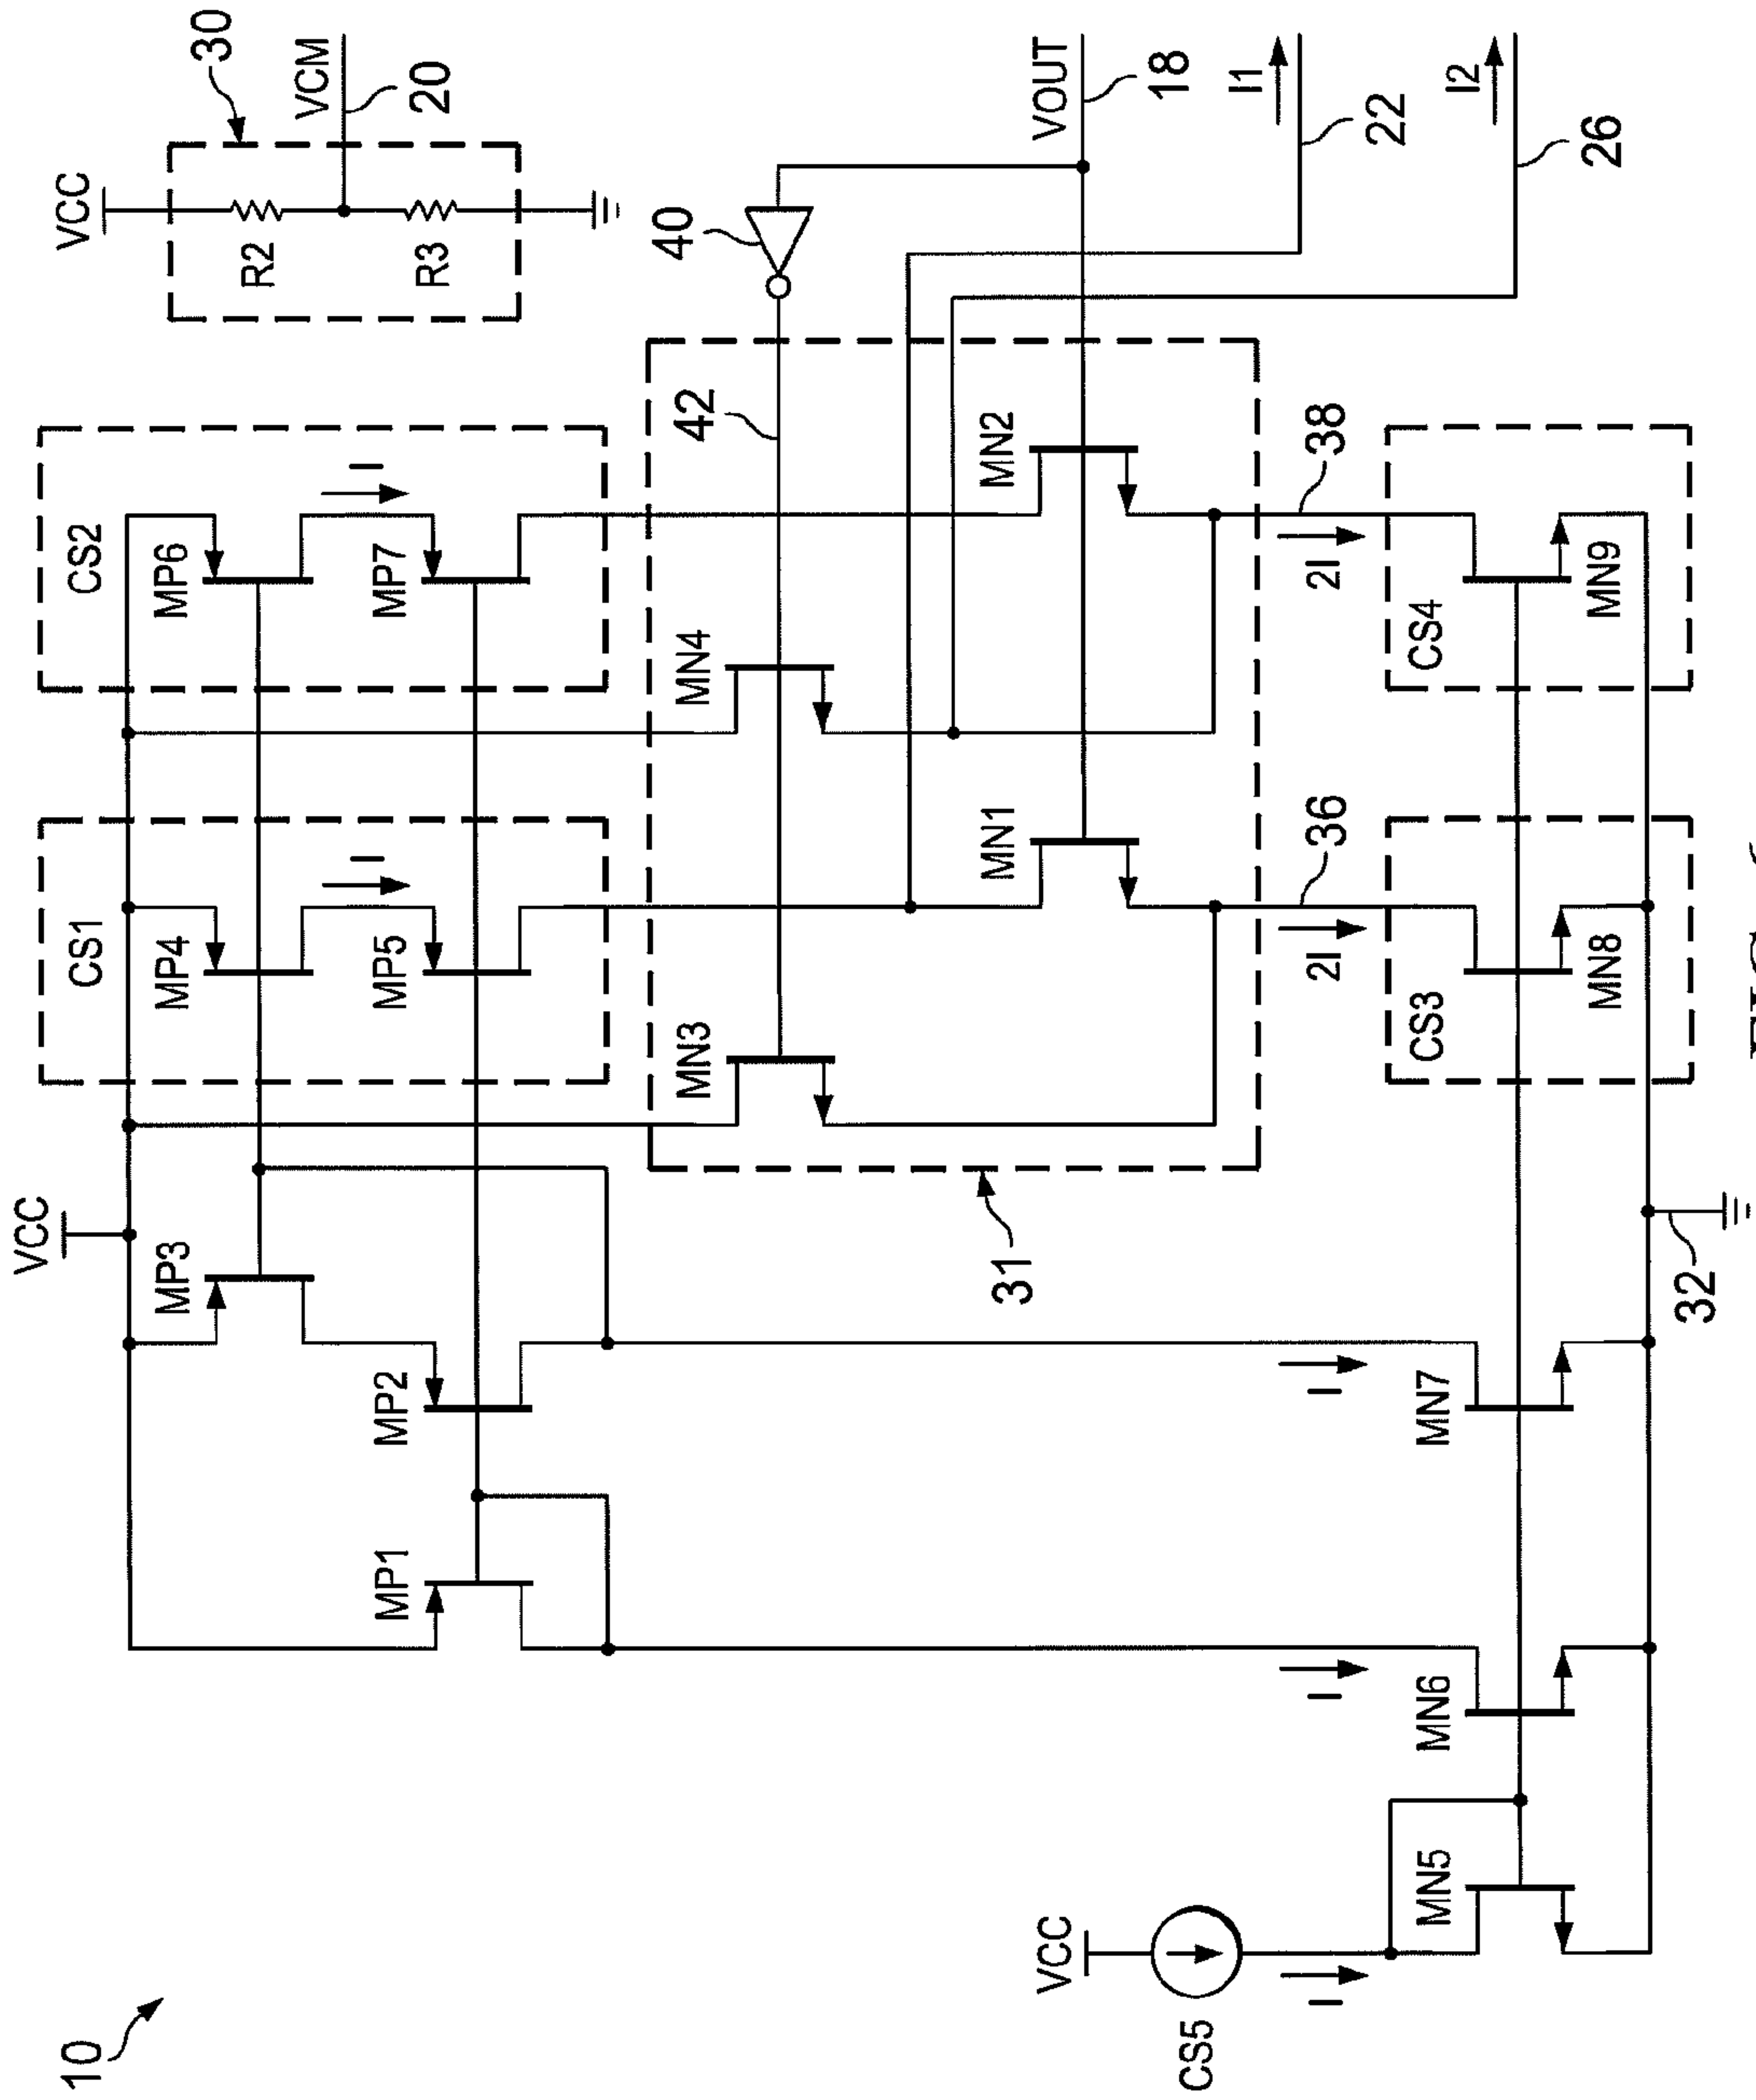 10
VCC
VCC
30
R2
R3
VCM
20
CS1
CS2
MP3
MP4
MP6
I
I
MP1
MP2
MP5
MP7
MN3
MN4
42
40
31
MN1
MN2
VOUT
18
I1
22
I2
26
VCC
CS5
I
I
I
2I
36
2I
38
MN5
MN6
MN7
CS3
MN8
CS4
MN9
32